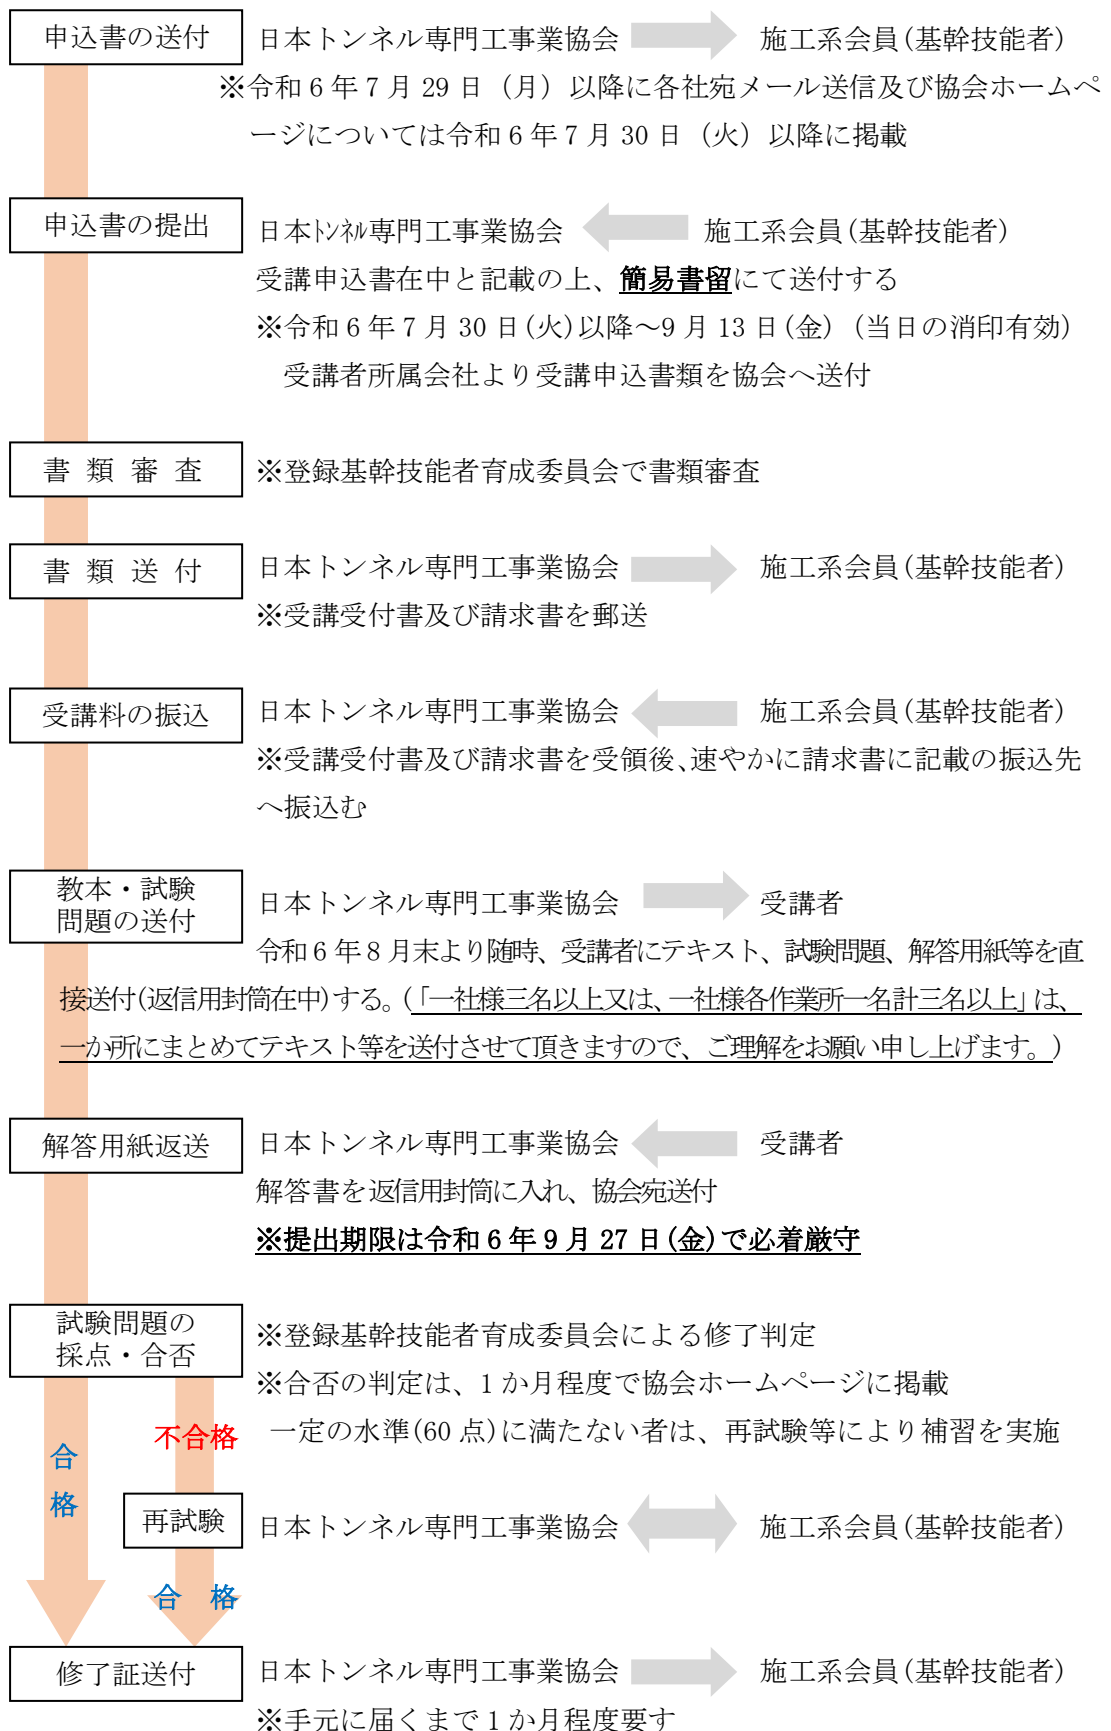 申込書の送付
日本トンネル専門工事業協会 施工系会員(基幹技能者)
※令和6年7月29日（月）以降に各社宛メール送信及び協会ホームペ
ージについては令和6年7月30日（火）以降に掲載
申込書の提出
日本ﾄﾝﾈﾙ専門工事業協会 施工系会員(基幹技能者)
受講申込書在中と記載の上、簡易書留にて送付する
※令和6年7月30日(火)以降～9月13日(金)（当日の消印有効）
受講者所属会社より受講申込書類を協会へ送付
書類審査
※登録基幹技能者育成委員会で書類審査
書類送付
日本トンネル専門工事業協会 施工系会員(基幹技能者)
※受講受付書及び請求書を郵送
受講料の振込
日本トンネル専門工事業協会 施工系会員(基幹技能者)
※受講受付書及び請求書を受領後、速やかに請求書に記載の振込先
へ振込む
教本・試験
問題の送付
日本トンネル専門工事業協会 受講者
令和6年8月末より随時、受講者にテキスト、試験問題、解答用紙等を直
接送付(返信用封筒在中)する。(「一社様三名以上又は、一社様各作業所一名計三名以上」は、
一か所にまとめてテキスト等を送付させて頂きますので、ご理解をお願い申し上げます。)
解答用紙返送
日本トンネル専門工事業協会 受講者
解答書を返信用封筒に入れ、協会宛送付
※提出期限は令和6年9月27日(金)で必着厳守
試験問題の
採点・合否
※登録基幹技能者育成委員会による修了判定
※合否の判定は、1か月程度で協会ホームページに掲載
一定の水準(60点)に満たない者は、再試験等により補習を実施
不合格
合
格
再試験
日本トンネル専門工事業協会 施工系会員(基幹技能者)
合 格
修了証送付
日本トンネル専門工事業協会 施工系会員(基幹技能者)
※手元に届くまで1か月程度要す